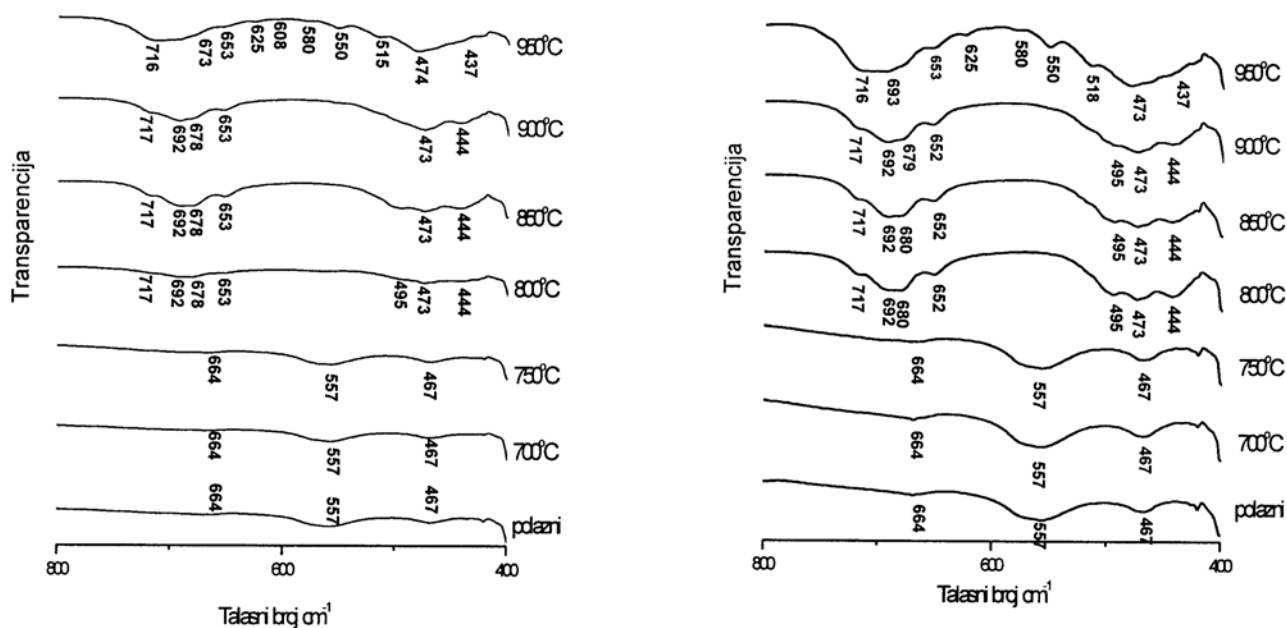 716 673 653 625 608 580 550 515 474 437 950°C
717 692 678 653 473 444 900°C
717 692 678 653 473 444 850°C
717 692 678 653 495 473 444 800°C
664 557 467 750°C
664 557 467 700°C
664 557 467 polazni
Transparencija
800 600 400
Talasni broj cm-1
716 693 653 625 580 550 518 473 437 950°C
717 692 679 652 495 473 444 900°C
717 692 680 652 495 473 444 850°C
717 692 680 652 495 473 444 800°C
664 557 467 750°C
664 557 467 700°C
664 557 467 polazni
Transparencija
800 600 400
Talasni broj cm-1